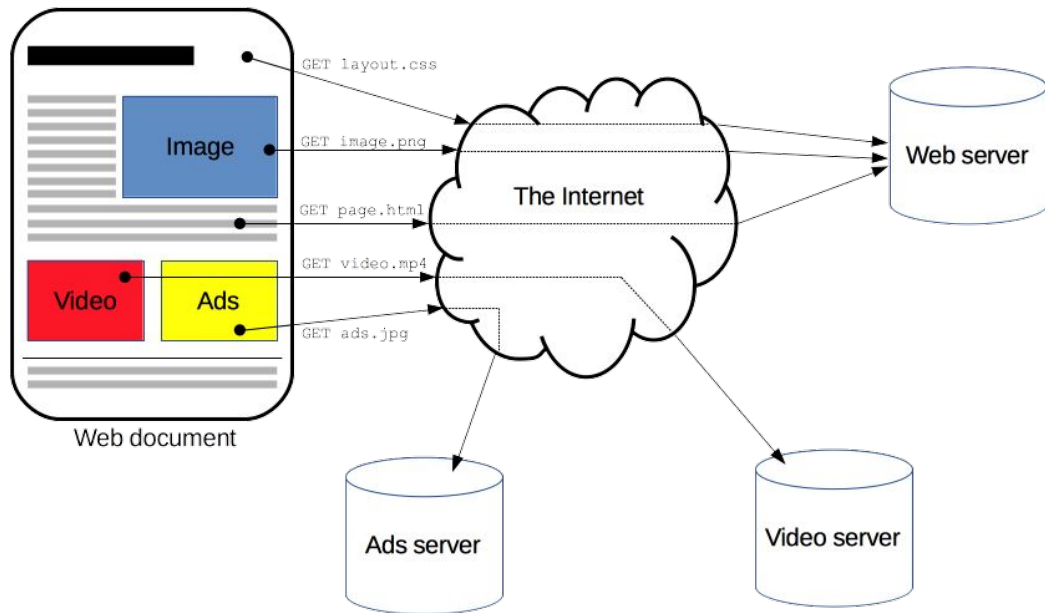 GET layout.css
Image
GET image.png
Web server
The Internet
GET page.html
GET video.mp4
Video
Ads
GET ads.jpg
Web document
Ads server
Video server